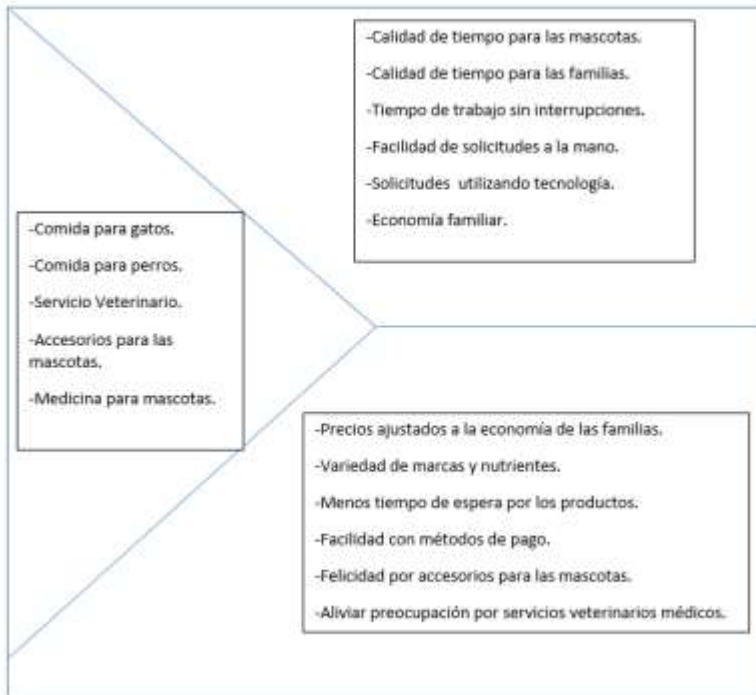 -Calidad de tiempo para las mascotas.
-Calidad de tiempo para las familias.
-Tiempo de trabajo sin interrupciones.
-Facilidad de solicitudes a la mano.
-Solicitudes utilizando tecnología.
-Economía familiar.
-Comida para gatos.
-Comida para perros.
-Servicio Veterinario.
-Accesorios para las
mascotas.
-Medicina para mascotas.
-Precios ajustados a la economía de las familias.
-Variedad de marcas y nutrientes.
-Menos tiempo de espera por los productos.
-Facilidad con métodos de pago.
-Felicidad por accesorios para las mascotas.
-Aliviar preocupación por servicios veterinarios médicos.